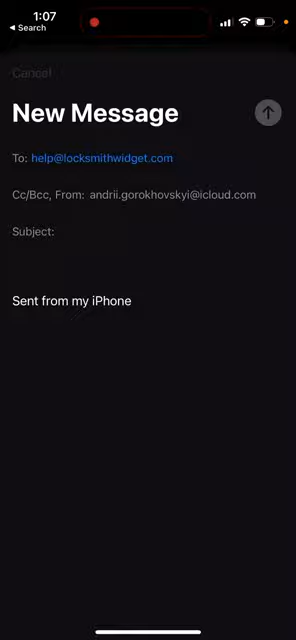 1:07
Search
Cancel
New Message
To: help@locksmithwidget.com
Cc/Bcc, From: andrii.gorokhovskyi@icloud.com
Subject:
Sent from my iPhone